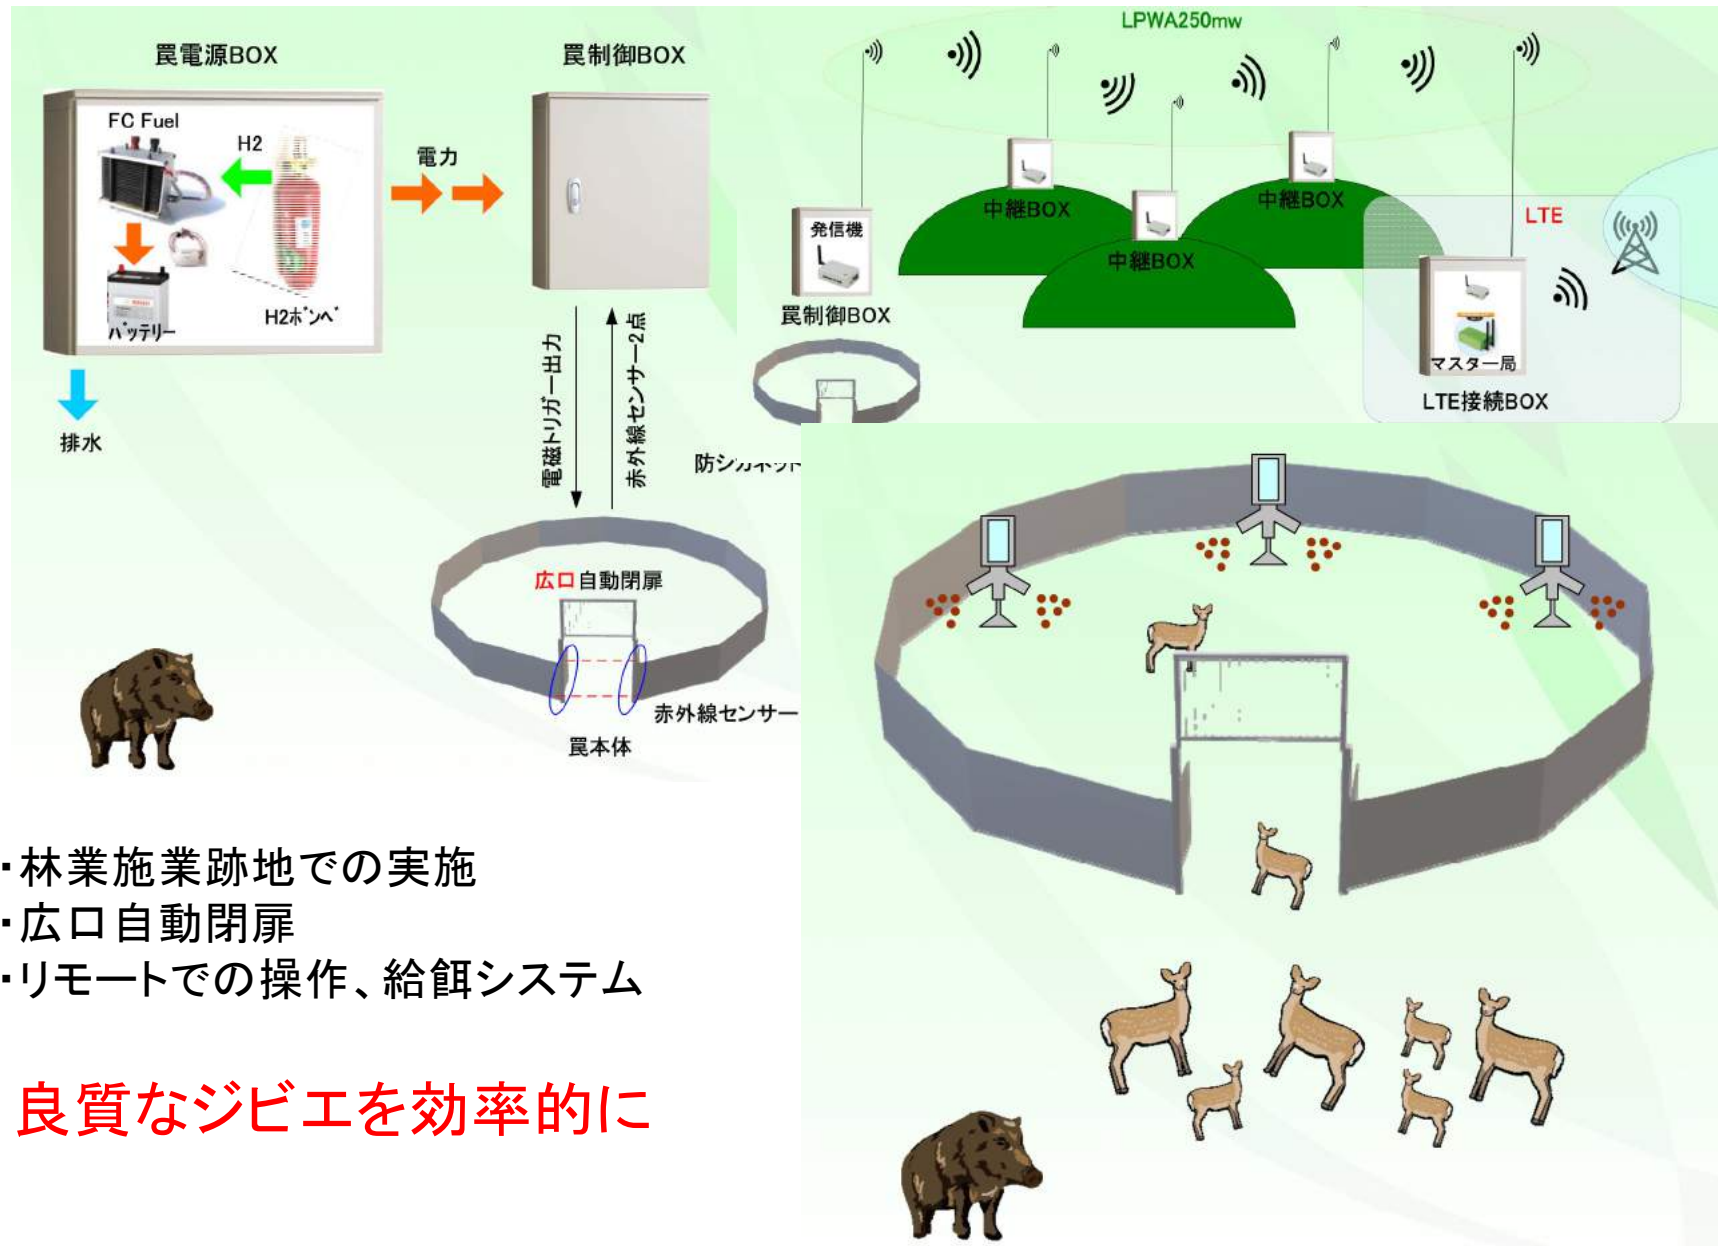 LPWA250mw
罠電源BOX
罠制御BOX
FC Fuel
H2
電力
バッテリー
H2ボンベ
排水
電磁トリガー出力
赤外線センサー2点
発信機
罠制御BOX
中継BOX
中継BOX
中継BOX
LTE
マスター局
LTE接続BOX
防シカネット
広口自動閉扉
赤外線センサー
罠本体
・林業施業跡地での実施
・広口自動閉扉
・リモートでの操作、給餌システム
良質なジビエを効率的に